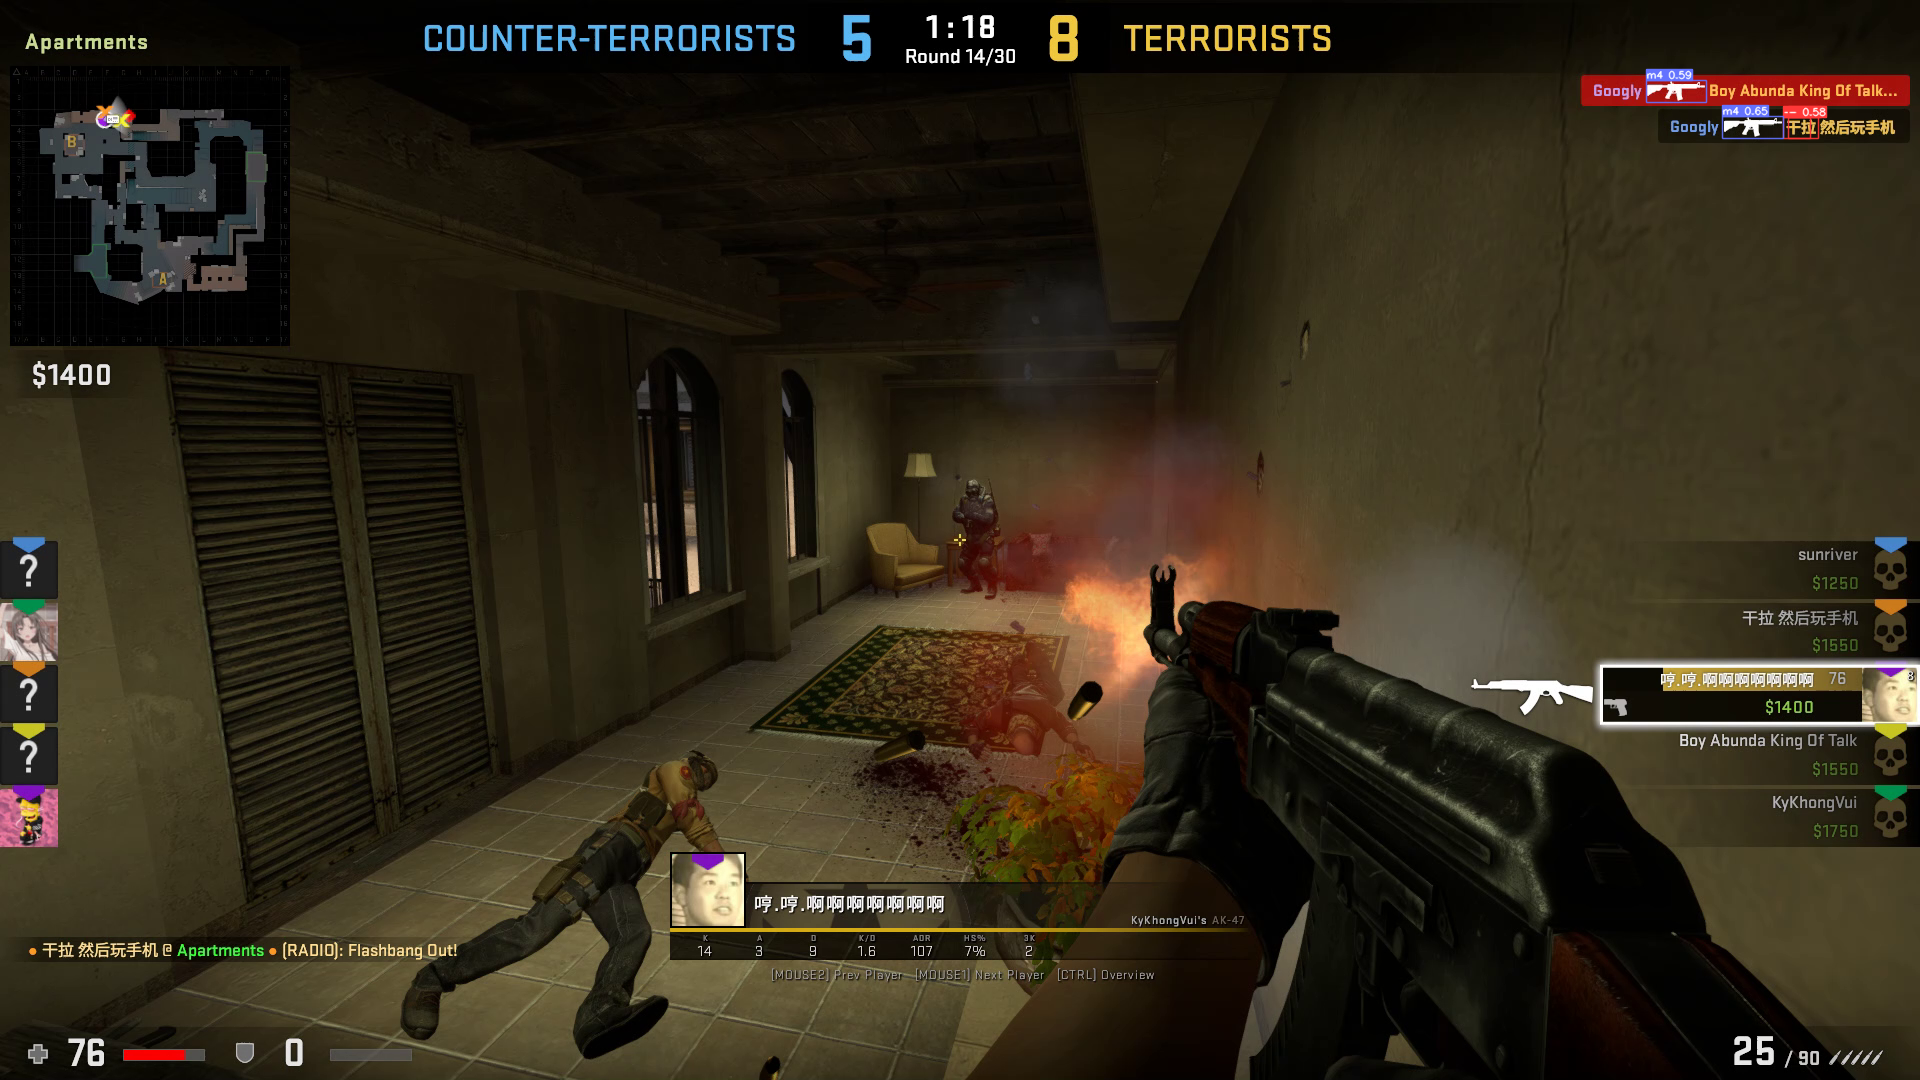 COUNTER-TERRORISTS 5 1:18 8 TERRORISTS
Round 14/30
Apartments
B
A
$1400
m4 0.59
Googly Boy Abunda King Of Talk...
m4 0.65 0.58
Googly 干拉 然后玩手机
?
?
?
sunriver
$1250
干拉 然后玩手机
$1550
哼.哼.啊啊啊啊啊啊啊 76
$1400
Boy Abunda King Of Talk
$1550
KyKhongVui
$1750
哼.哼.啊啊啊啊啊啊啊
KyKhongVui's AK-47
K A D K/D ADR HS% 3K
14 3 9 1.6 107 7% 2
[MOUSE2] Prev Player [MOUSE1] Next Player [CTRL] Overview
● 干拉 然后玩手机 @ Apartments ● (RADIO): Flashbang Out!
76 0
25 / 90